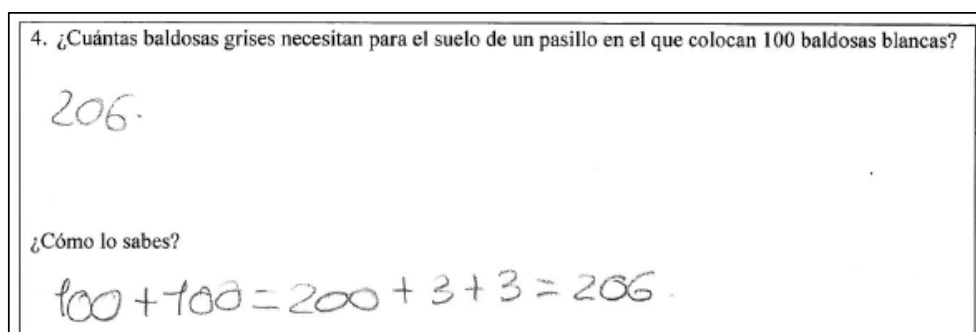 4. ¿Cuántas baldosas grises necesitan para el suelo de un pasillo en el que colocan 100 baldosas blancas?
206.
¿Cómo lo sabes?
100+100=200+3+3=206.